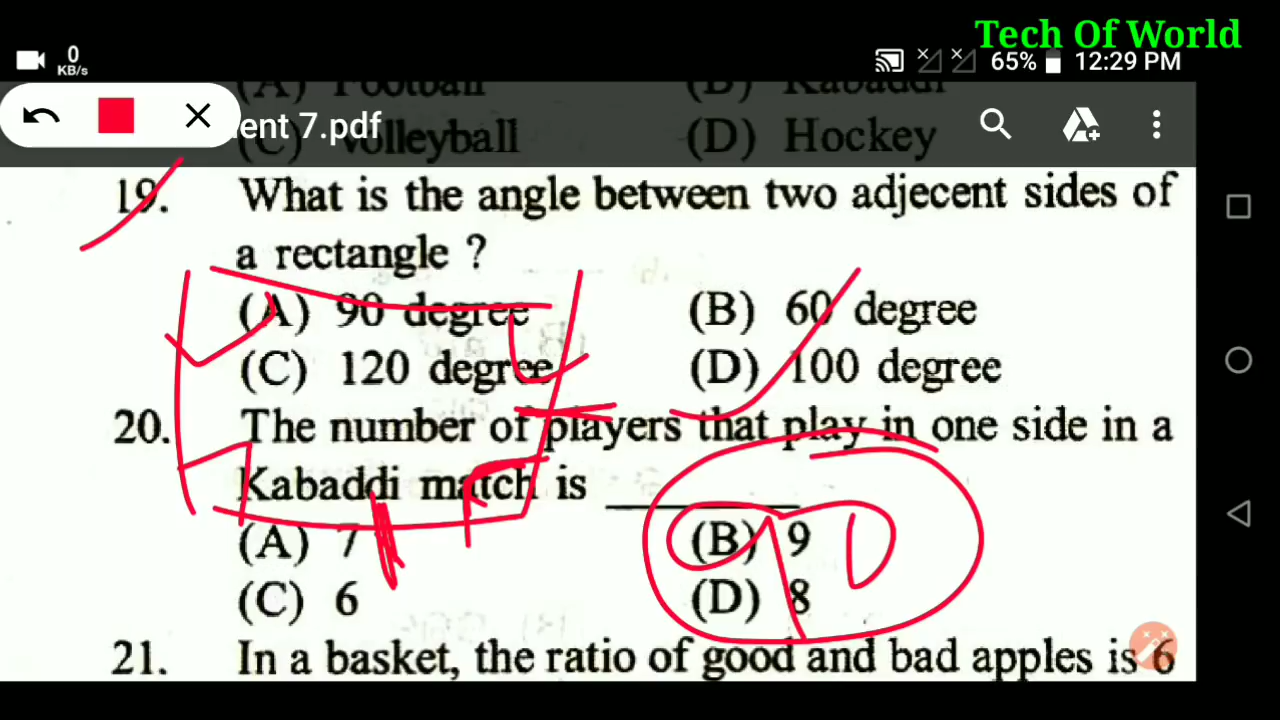 Tech Of World
0
KB/s
65% 12:29 PM
(A) Football (B) Kabaddi
ent 7.pdf
(C) Volleyball (D) Hockey
19. What is the angle between two adjecent sides of
a rectangle ?
(A) 90 degree (B) 60 degree
(C) 120 degree (D) 100 degree
20. The number of players that play in one side in a
Kabaddi match is ________
(A) 7 (B) 9
(C) 6 (D) 8
90
21. In a basket, the ratio of good and bad apples is 6